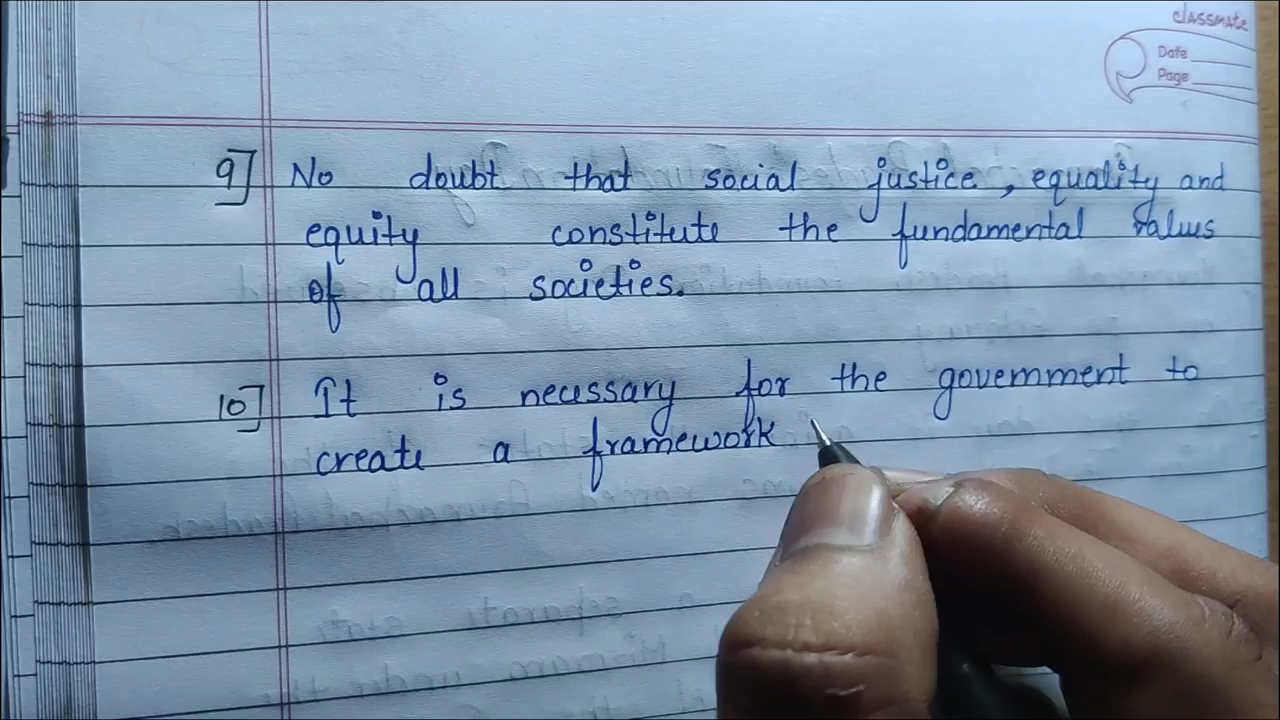 classmate
Date
Page
9] No doubt that social justice, equality and
equity constitute the fundamental values
of all societies.
10] It is necessary for the government to
create a framework